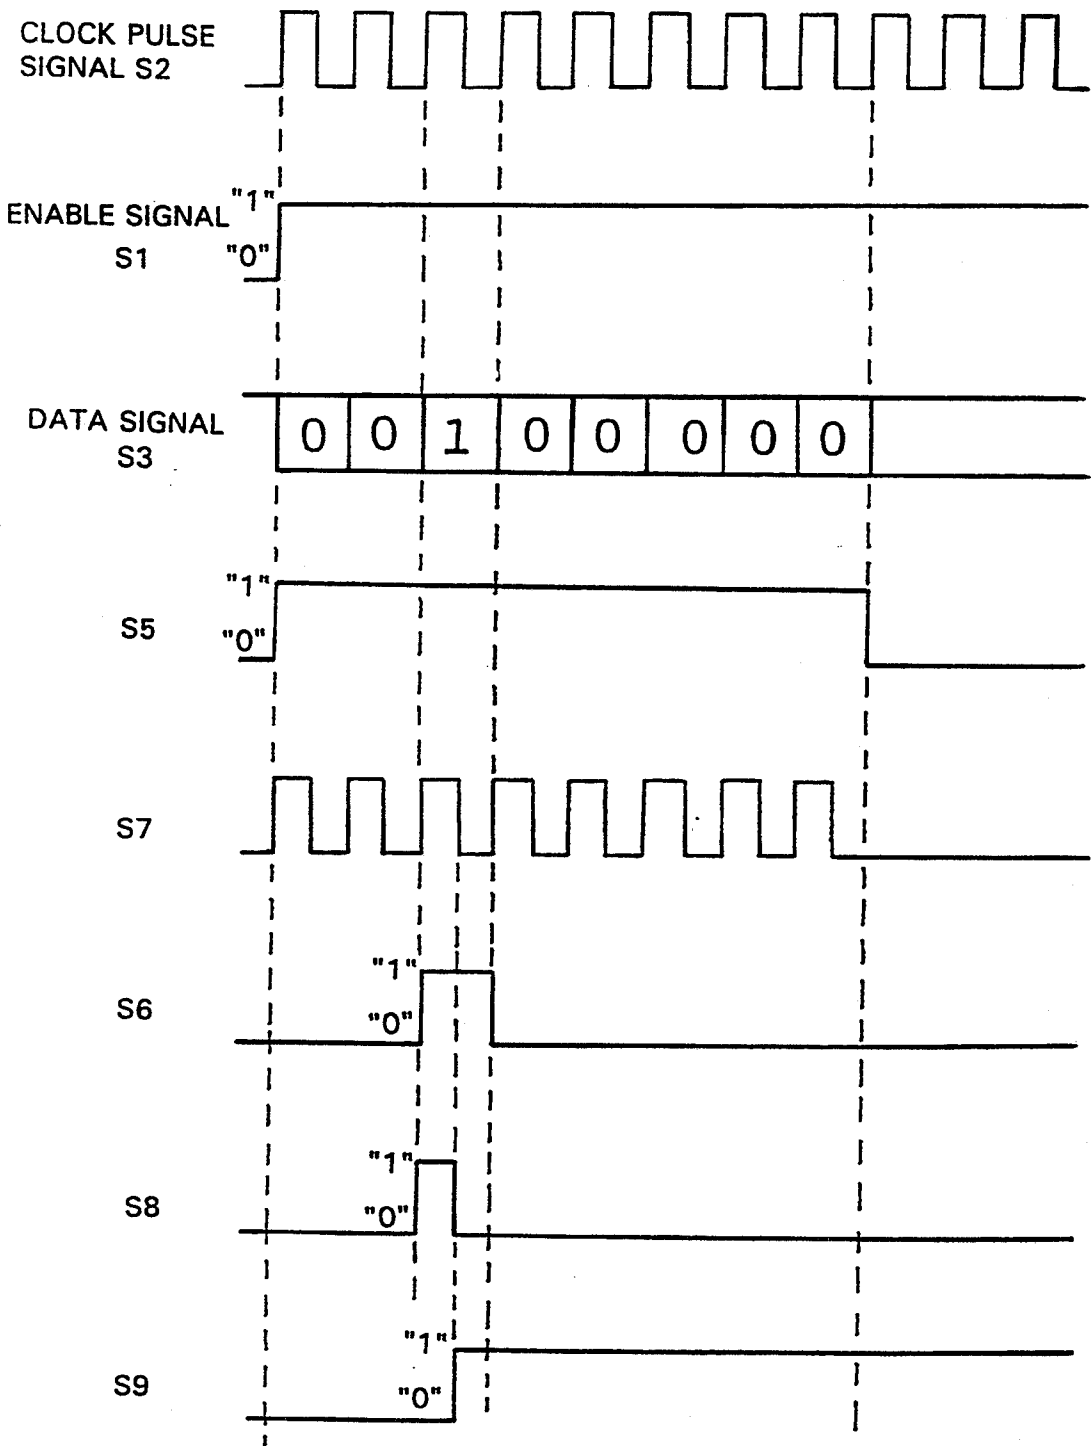 CLOCK PULSE
SIGNAL S2
"1"
ENABLE SIGNAL
S1 "0"
DATA SIGNAL
S3
0 0 1 0 0 0 0 0
"1"
S5
"0"
S7
"1"
S6
"0"
"1"
S8
"0"
"1"
S9
"0"